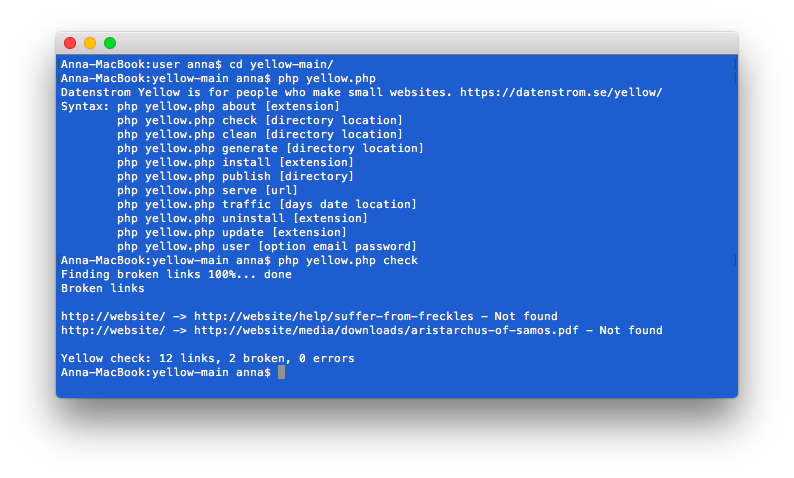 Anna-MacBook:user anna$ cd yellow-main/
Anna-MacBook:yellow-main anna$ php yellow.php
Datenstrom Yellow is for people who make small websites. https://datenstrom.se/yellow/
Syntax: php yellow.php about [extension]
        php yellow.php check [directory location]
        php yellow.php clean [directory location]
        php yellow.php generate [directory location]
        php yellow.php install [extension]
        php yellow.php publish [directory]
        php yellow.php serve [url]
        php yellow.php traffic [days date location]
        php yellow.php uninstall [extension]
        php yellow.php update [extension]
        php yellow.php user [option email password]
Anna-MacBook:yellow-main anna$ php yellow.php check
Finding broken links 100%... done
Broken links

http://website/ -> http://website/help/suffer-from-freckles - Not found
http://website/ -> http://website/media/downloads/aristarchus-of-samos.pdf - Not found

Yellow check: 12 links, 2 broken, 0 errors
Anna-MacBook:yellow-main anna$